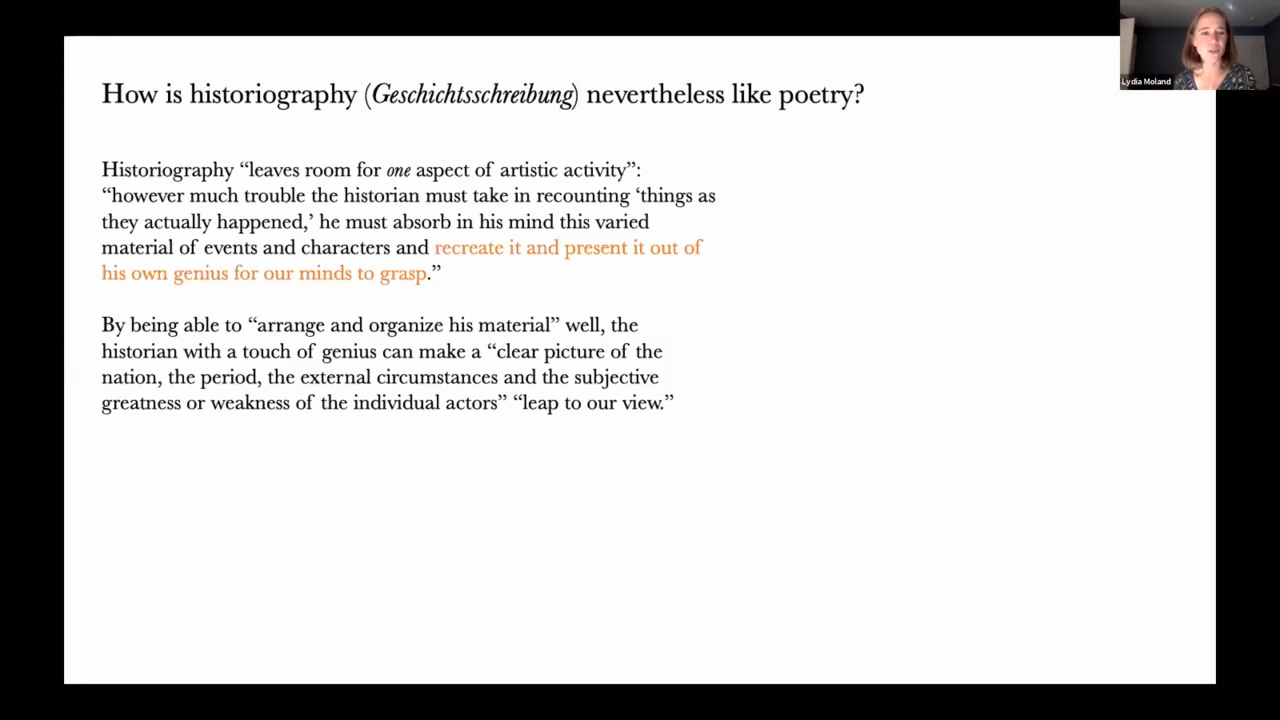 How is historiography (Geschichtsschreibung) nevertheless like poetry?
Historiography “leaves room for one aspect of artistic activity”:
“however much trouble the historian must take in recounting ‘things as
they actually happened,’ he must absorb in his mind this varied
material of events and characters and recreate it and present it out of
his own genius for our minds to grasp.”
By being able to “arrange and organize his material” well, the
historian with a touch of genius can make a “clear picture of the
nation, the period, the external circumstances and the subjective
greatness or weakness of the individual actors” “leap to our view.”
Lydia Moland